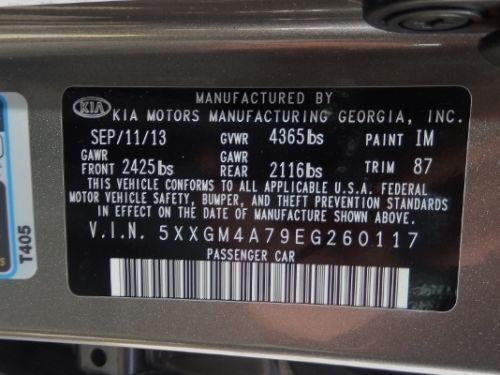 MANUFACTURED BY
KIA KIA MOTORS MANUFACTURING GEORGIA, INC.
SEP/11/13 GVWR 4365lbs PAINT IM
GAWR GAWR
FRONT 2425lbs REAR 2116lbs TRIM 87
THIS VEHICLE CONFORMS TO ALL APPLICABLE U.S.A. FEDERAL
MOTOR VEHICLE SAFETY, BUMPER, AND THEFT PREVENTION STANDARDS
IN EFFECT ON THE DATE OF MANUFACTURE SHOWN ABOVE.
V.I.N. 5XXGM4A79EG260117
PASSENGER CAR
T405